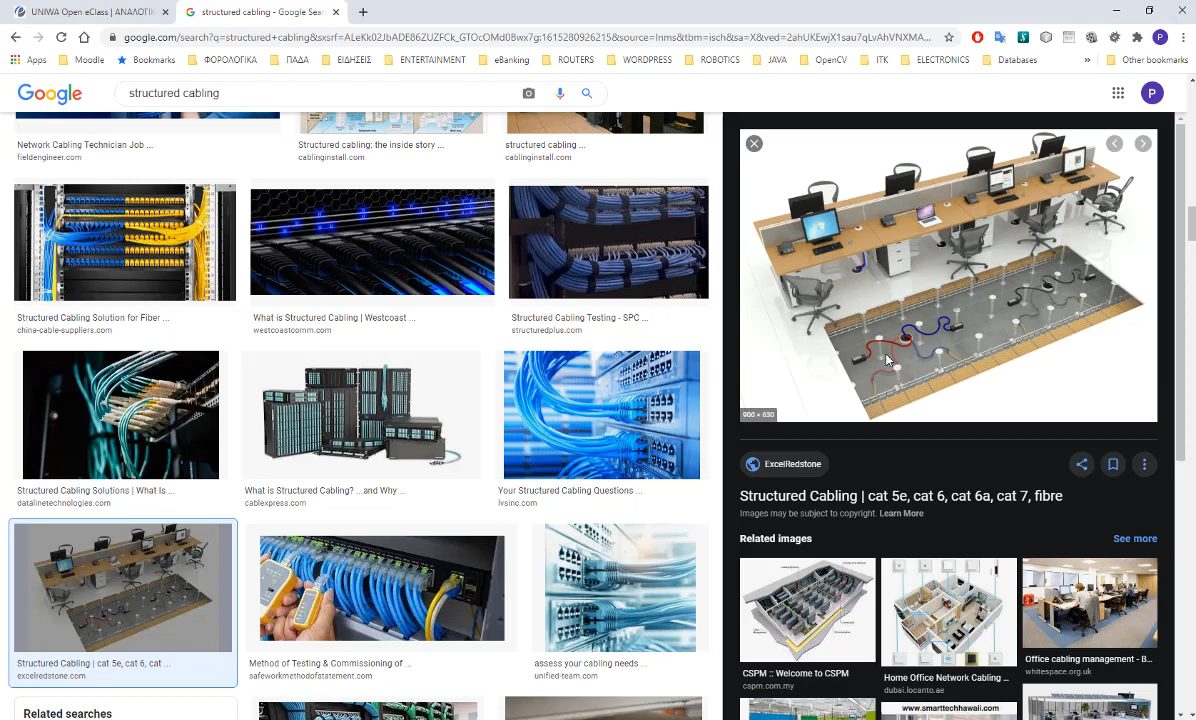 UNIWA Open eClass | ΑΝΑΛΟΓΙΚ
structured cabling - Google Sea
google.com/search?q=structured+cabling&sxsrf=ALeKk02JbADE86ZUZFCk_GTOcOMd0Bwx7g:1615280926215&source=lnms&tbm=isch&sa=X&ved=2ahUKEwjX1sau7qLvAhVNXMA...
Apps
Moodle
Bookmarks
ΦΟΡΟΛΟΓΙΚΑ
ΠΑΔΑ
ΕΙΔΗΣΕΙΣ
ENTERTAINMENT
eBanking
ROUTERS
WORDPRESS
ROBOTICS
JAVA
OpenCV
ITK
ELECTRONICS
Databases
»
Other bookmarks
Google
structured cabling
P
Network Cabling Technician Job ...
fieldengineer.com
Structured cabling: the inside story ...
cablinginstall.com
structured cabling ...
cablinginstall.com
Structured Cabling Solution for Fiber ...
china-cable-suppliers.com
What is Structured Cabling | Westcoast ...
westcoastcomm.com
Structured Cabling Testing - SPC ...
structuredplus.com
Structured Cabling Solutions | What Is ...
datalinetechnologies.com
What is Structured Cabling? ...and Why ...
cablexpress.com
Your Structured Cabling Questions ...
lvsinc.com
Structured Cabling | cat 5e, cat 6, cat ...
excelredstone.com
Method of Testing & Commissioning of ...
safeworkmethodofstatement.com
assess your cabling needs ...
unified-team.com
Related searches
900 × 630
ExcelRedstone
Structured Cabling | cat 5e, cat 6, cat 6a, cat 7, fibre
Images may be subject to copyright. Learn More
Related images
See more
CSPM :: Welcome to CSPM
cspm.com.my
Home Office Network Cabling ...
dubai.locanto.ae
Office cabling management - B...
whitespace.org.uk
www.smarttechhawaii.com